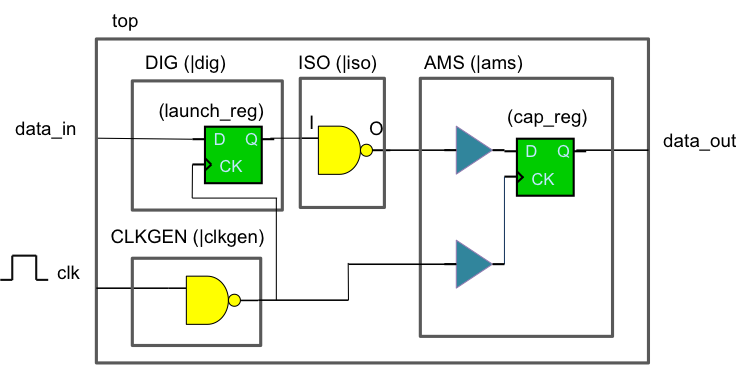 top
DIG (|dig)
ISO (|iso)
AMS (|ams)
(launch_reg)
(cap_reg)
data_in
D Q
CK
I
O
D Q
CK
data_out
CLKGEN (|clkgen)
clk